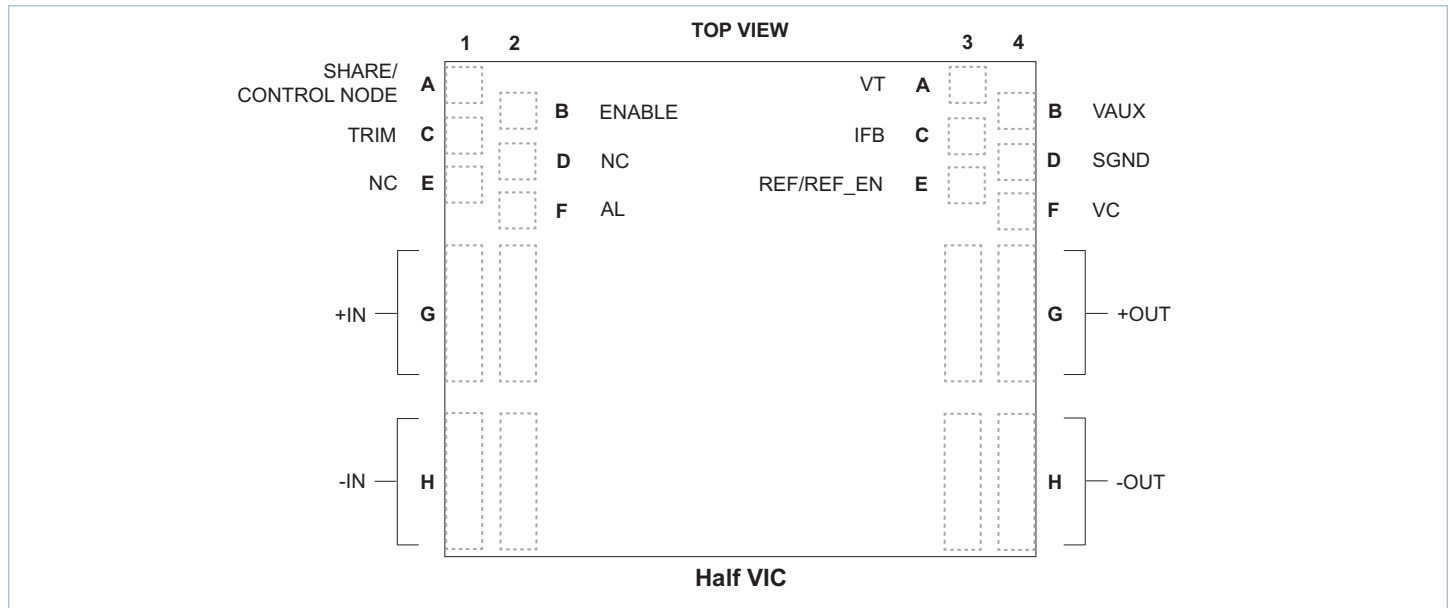 TOP VIEW
1 2 3 4
SHARE/
CONTROL NODE A
B ENABLE
TRIM C
D NC
NC E
F AL
+IN G
-IN H
VT A
B VAUX
IFB C
D SGND
REF/REF_EN E
F VC
G +OUT
H -OUT
Half VIC